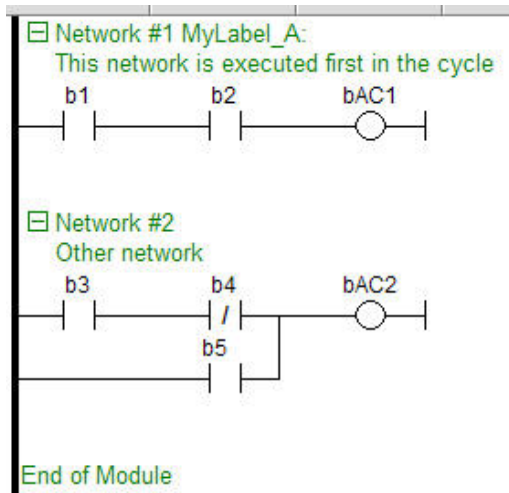 Network #1 MyLabel_A:
This network is executed first in the cycle
b1 b2 bAC1
Network #2
Other network
b3 b4 bAC2
/
b5
End of Module